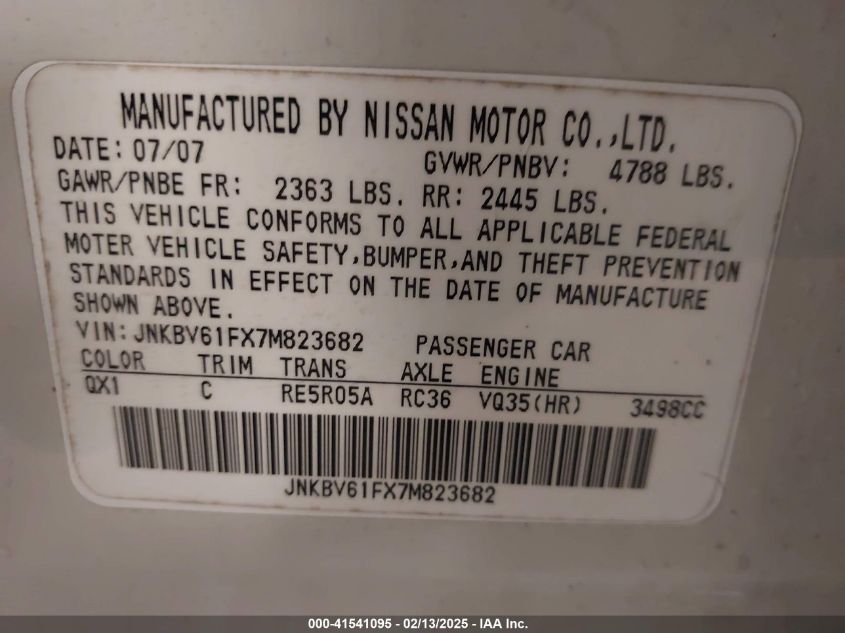 MANUFACTURED BY NISSAN MOTOR CO.,LTD.
DATE: 07/07 GVWR/PNBV: 4788 LBS.
GAWR/PNBE FR: 2363 LBS. RR: 2445 LBS.
THIS VEHICLE CONFORMS TO ALL APPLICABLE FEDERAL
MOTER VEHICLE SAFETY,BUMPER,AND THEFT PREVENTION
STANDARDS IN EFFECT ON THE DATE OF MANUFACTURE
SHOWN ABOVE.
VIN:JNKBV61FX7M823682 PASSENGER CAR
COLOR TRIM TRANS AXLE ENGINE
QX1 C RE5R05A RC36 VQ35(HR) 3498CC
JNKBV61FX7M823682
000-41541095 - 02/13/2025 - IAA